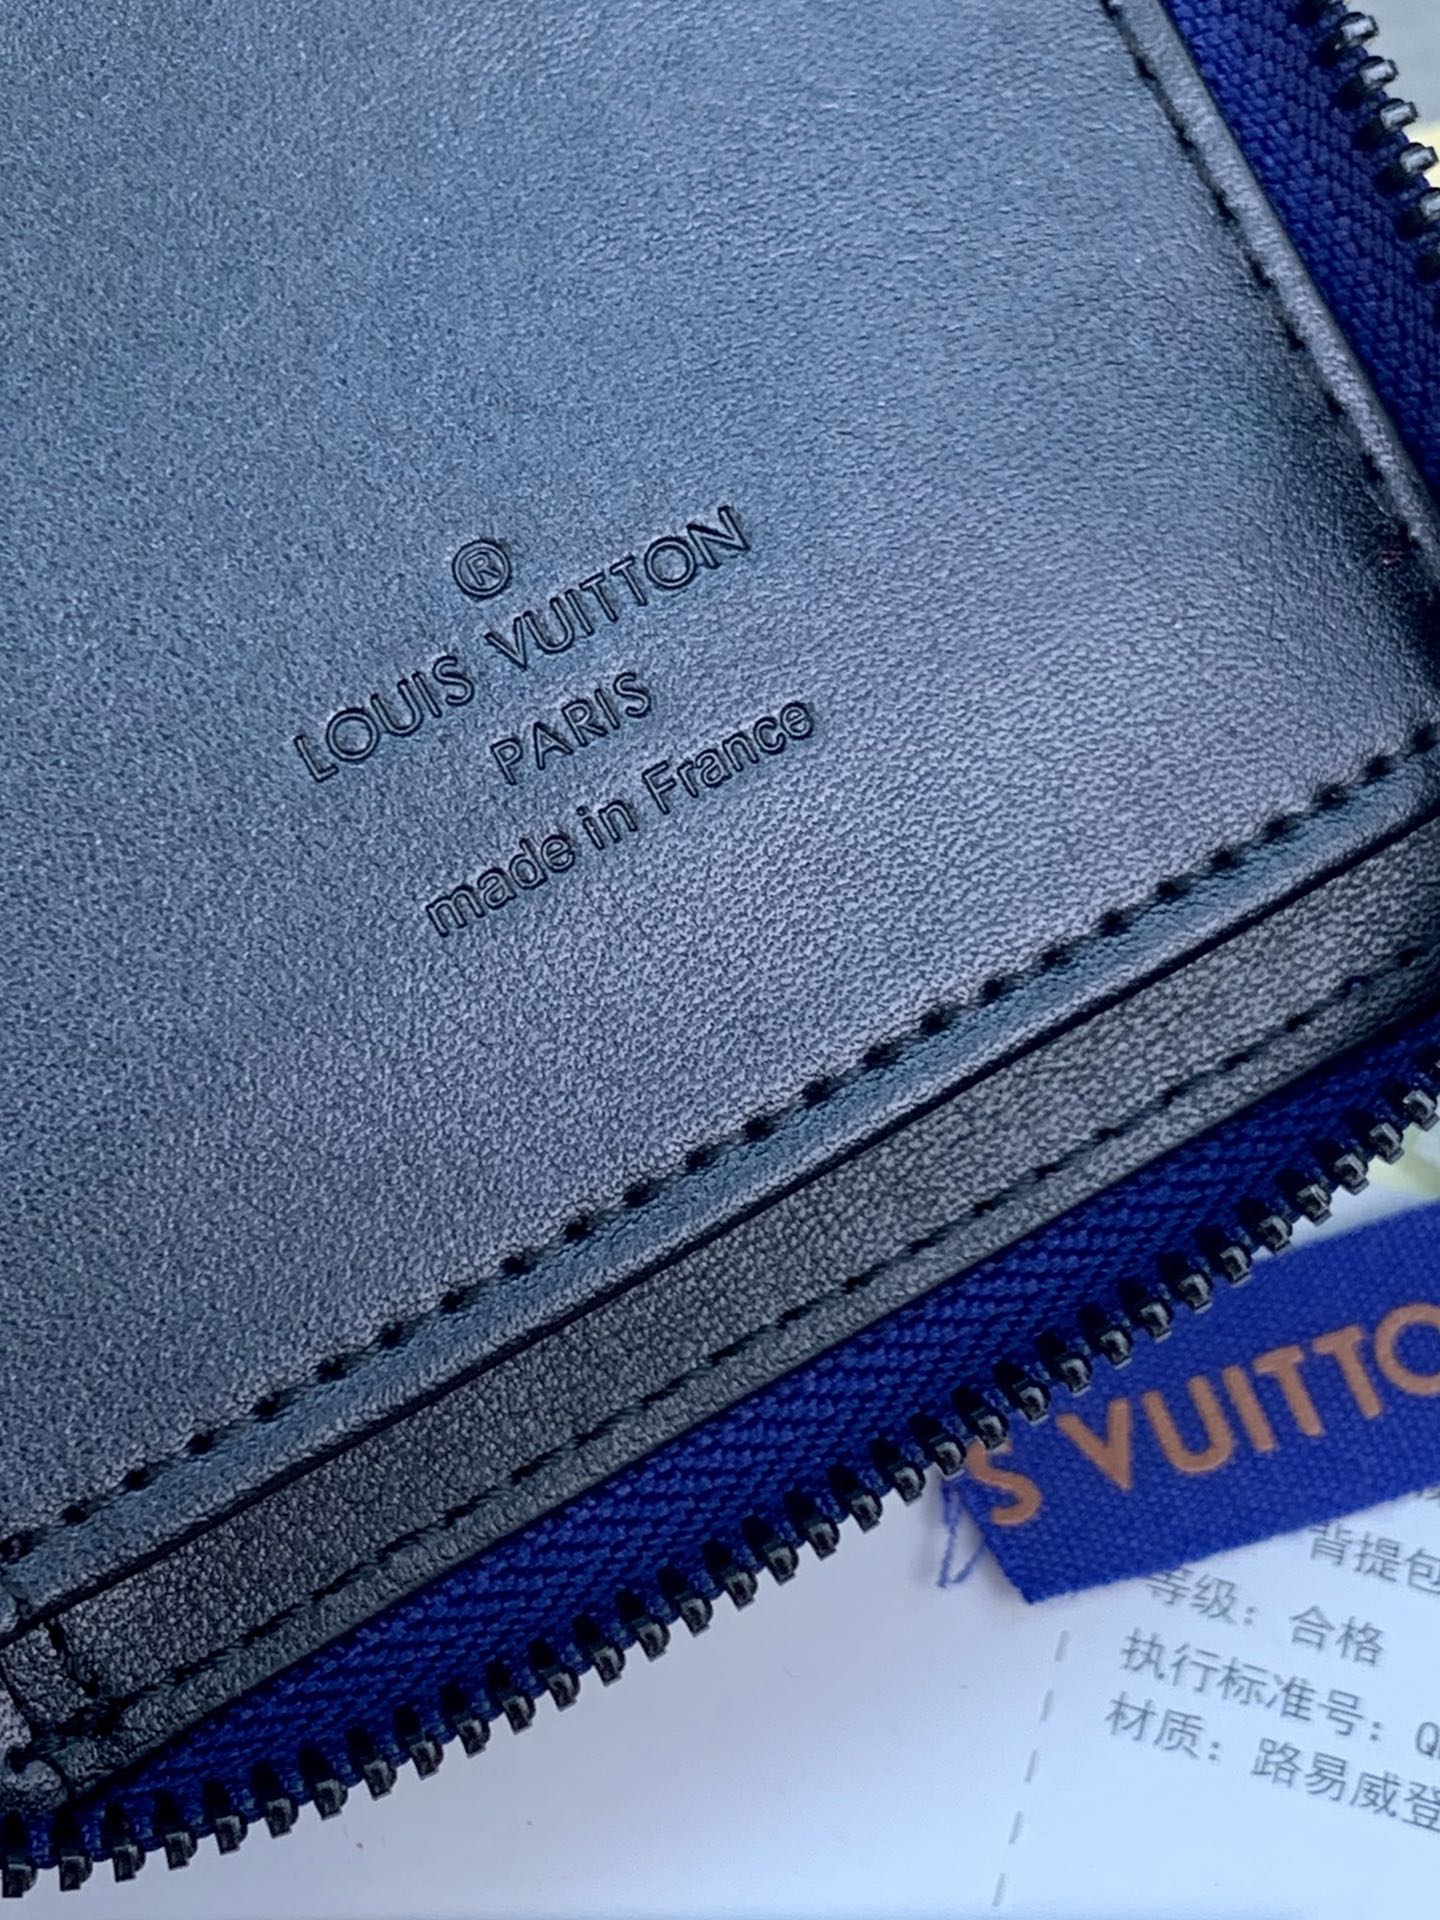 ®
LOUIS VUITTON
PARIS
made in France
S VUITTO
背提包
等级：合格
执行标准号：Q
材质：路易威登